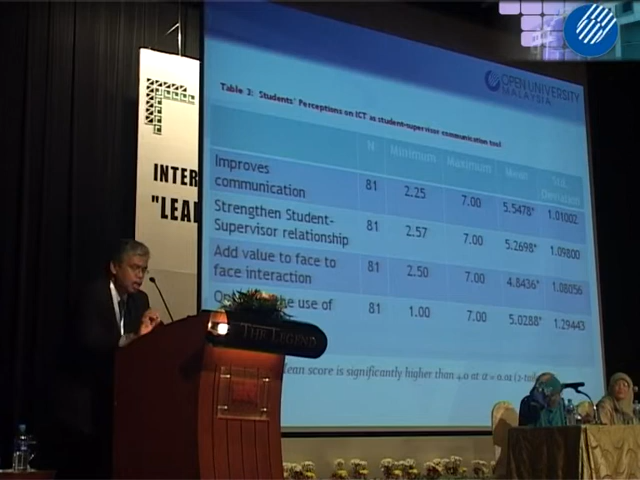 OPEN UNIVERSITY
MALAYSIA
Table 3: Students' Perceptions on ICT as student-supervisor communication tool
N Minimum Maximum Mean Std. Deviation
Improves communication 81 2.25 7.00 5.5478* 1.01002
Strengthen Student-Supervisor relationship 81 2.57 7.00 5.2698* 1.09800
Add value to face to face interaction 81 2.50 7.00 4.8436* 1.08056
the use of 81 1.00 7.00 5.0288* 1.29443
Mean score is significantly higher than 4.0 at
INTER
"LEA
THE LEGEND